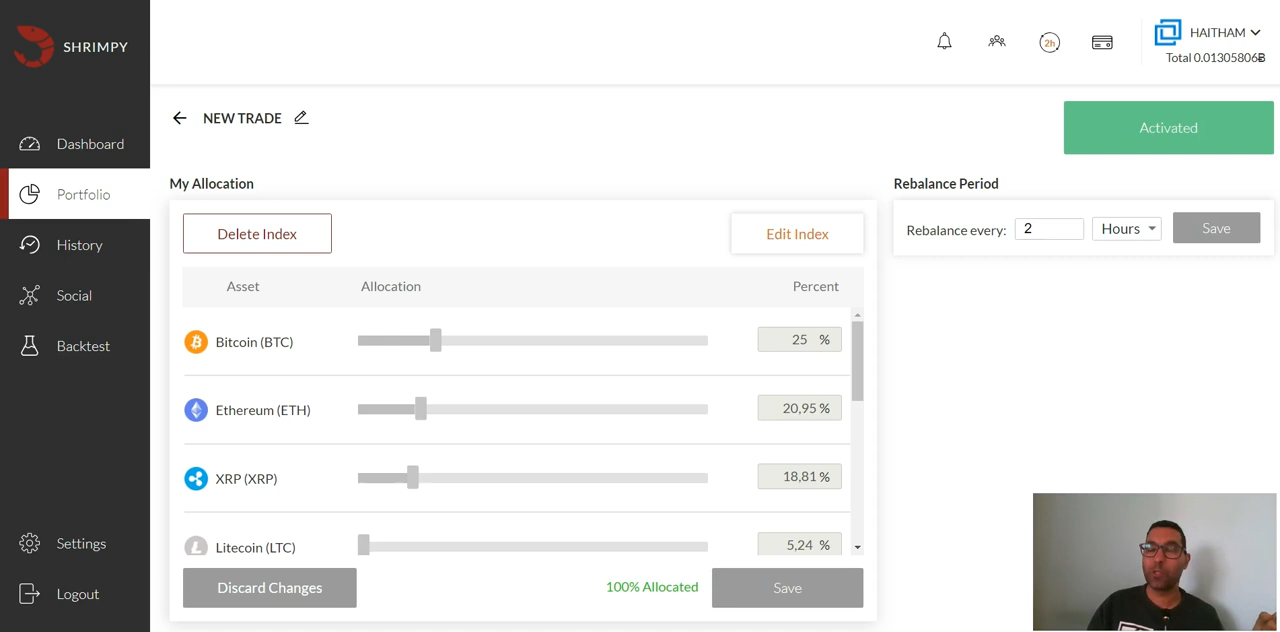 SHRIMPY
2h
HAITHAM
Total 0.01305806Ƀ
Dashboard
Portfolio
History
Social
Backtest
Settings
Logout
NEW TRADE
Activated
My Allocation
Delete Index
Edit Index
Asset Allocation Percent
Bitcoin (BTC) 25 %
Ethereum (ETH) 20,95 %
XRP (XRP) 18,81 %
Litecoin (LTC) 5,24 %
Discard Changes
100% Allocated
Save
Rebalance Period
Rebalance every: 2 Hours Save